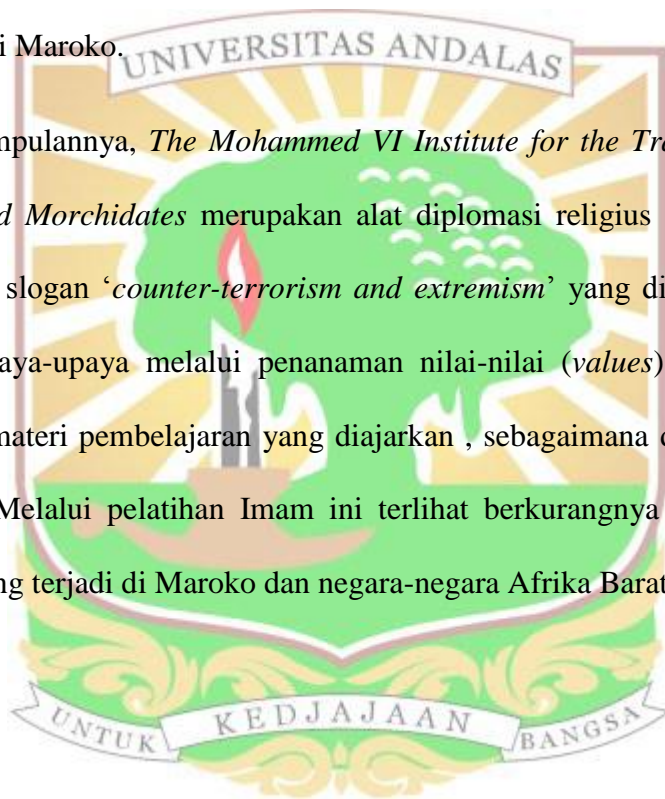 i Maroko.
UNIVERSITAS ANDALAS
mpulannya, The Mohammed VI Institute for the Tra
d Morchidates merupakan alat diplomasi religius
slogan ‘counter-terrorism and extremism’ yang di
aya-upaya melalui penanaman nilai-nilai (values)
materi pembelajaran yang diajarkan , sebagaimana d
Melalui pelatihan Imam ini terlihat berkurangnya
ng terjadi di Maroko dan negara-negara Afrika Barat
UNTUK KEDJAJAAN BANGSA